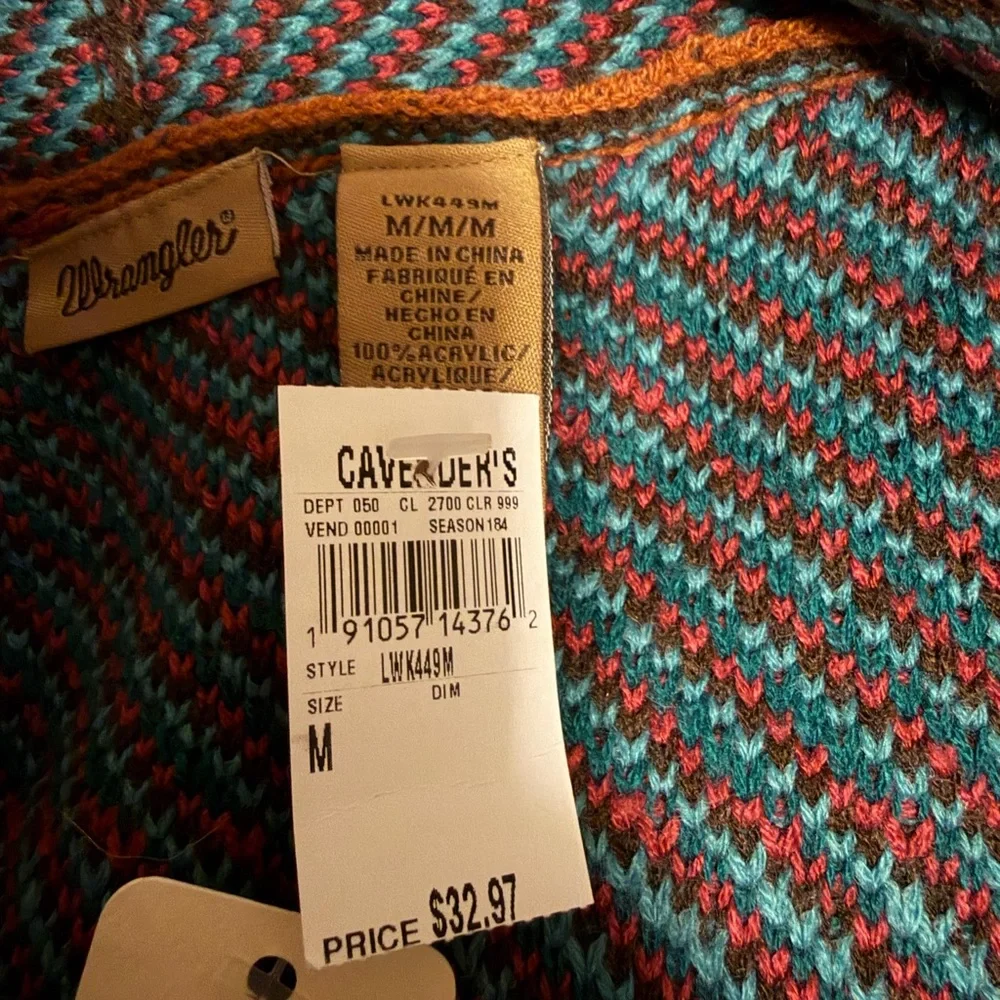 Wrangler®
LWK449M
M/M/M
MADE IN CHINA
FABRIQUÉ EN
CHINE/
HECHO EN
CHINA
100% ACRYLIC/
ACRYLIQUE/
CAVENDER'S
DEPT 050 CL 2700 CLR 999
VEND 00001 SEASON 184
1 91057 14376 2
STYLE LWK449M
SIZE DIM
M
PRICE $32.97